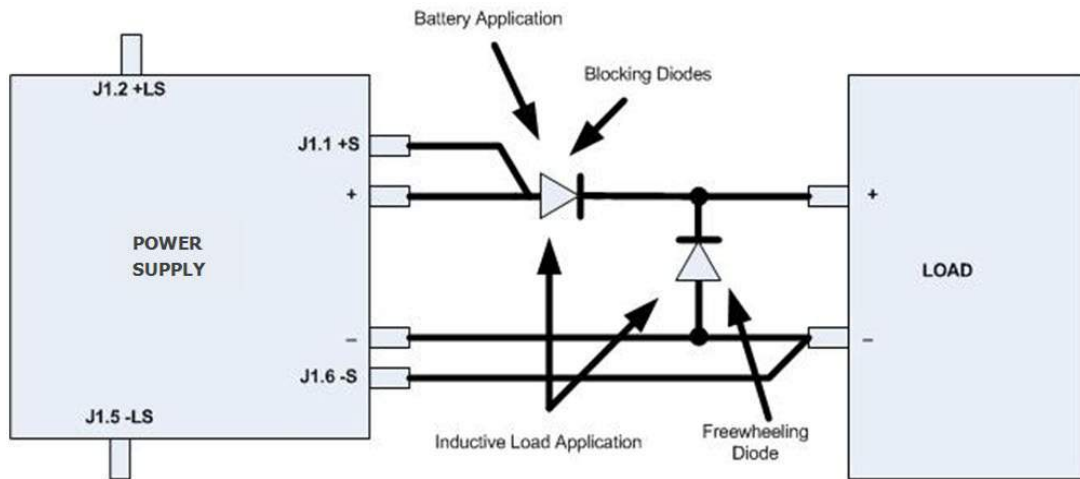 Battery Application
Blocking Diodes
J1.2 +LS
J1.1 +S
+
+
POWER
SUPPLY
LOAD
–
–
J1.6 -S
J1.5 -LS
Inductive Load Application
Freewheeling
Diode